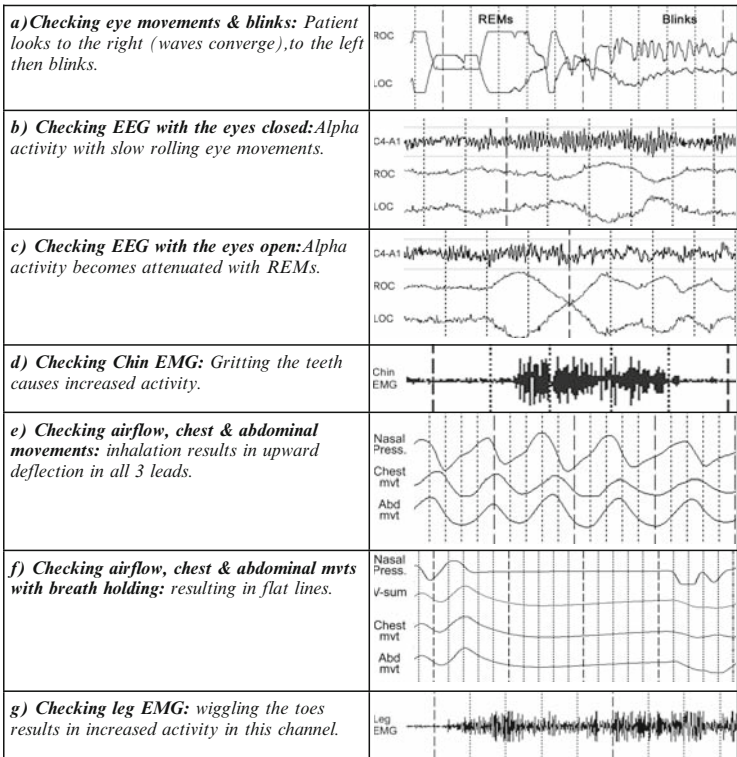 a)Checking eye movements & blinks: Patient
looks to the right (waves converge),to the left
then blinks.
REMs
Blinks
ROC
LOC
b) Checking EEG with the eyes closed:Alpha
activity with slow rolling eye movements.
C4-A1
ROC
LOC
c) Checking EEG with the eyes open:Alpha
activity becomes attenuated with REMs.
C4-A1
ROC
LOC
d) Checking Chin EMG: Gritting the teeth
causes increased activity.
Chin
EMG
e) Checking airflow, chest & abdominal
movements: inhalation results in upward
deflection in all 3 leads.
Nasal
Press.
Chest
mvt
Abd
mvt
f) Checking airflow, chest & abdominal mvts
with breath holding: resulting in flat lines.
Nasal
Press.
V-sum
Chest
mvt
Abd
mvt
g) Checking leg EMG: wiggling the toes
results in increased activity in this channel.
Leg
EMG